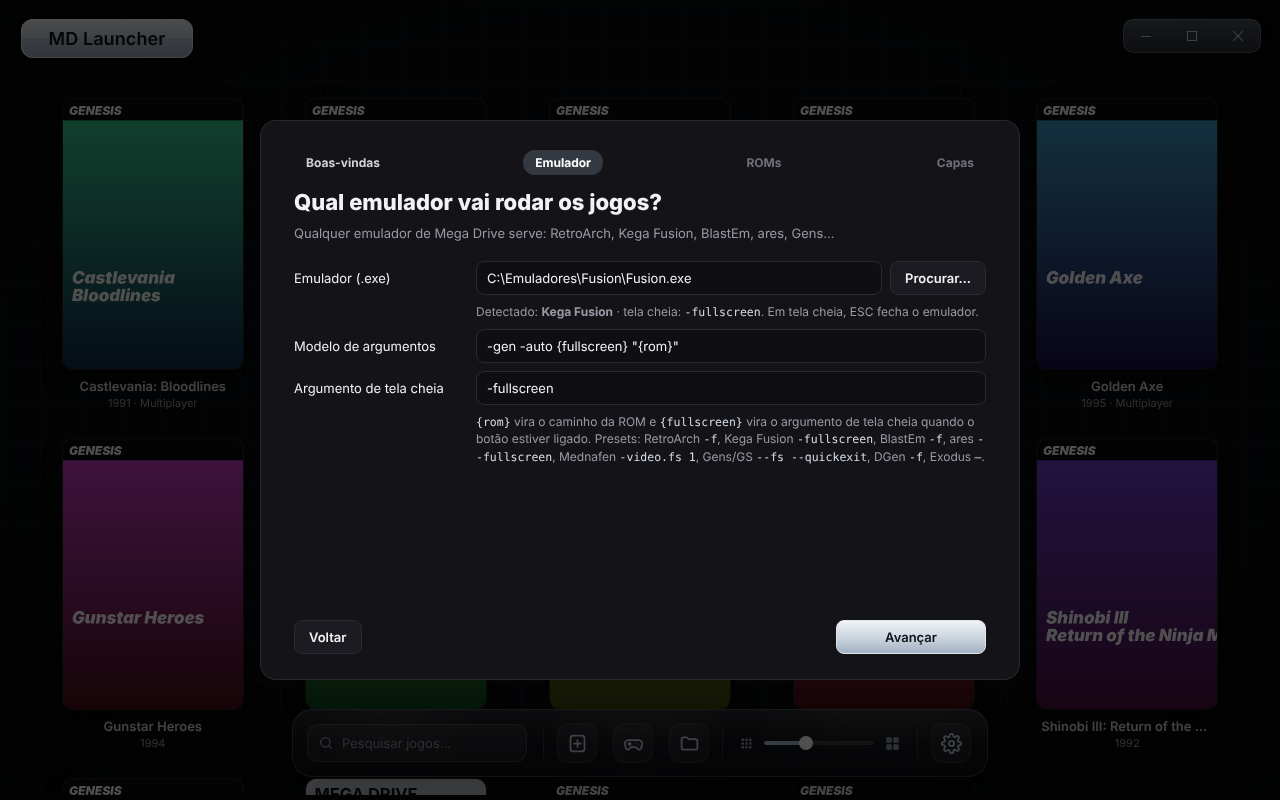 MD Launcher
GENESIS
GENESIS
GENESIS
GENESIS
GENESIS
Boas-vindas
Emulador
ROMs
Capas
Qual emulador vai rodar os jogos?
Qualquer emulador de Mega Drive serve: RetroArch, Kega Fusion, BlastEm, ares, Gens...
Emulador (.exe)
C:\Emuladores\Fusion\Fusion.exe
Procurar...
Detectado: Kega Fusion · tela cheia: -fullscreen. Em tela cheia, ESC fecha o emulador.
Modelo de argumentos
-gen -auto {fullscreen} "{rom}"
Argumento de tela cheia
-fullscreen
{rom} vira o caminho da ROM e {fullscreen} vira o argumento de tela cheia quando o
botão estiver ligado. Presets: RetroArch -f, Kega Fusion -fullscreen, BlastEm -f, ares -
-fullscreen, Mednafen -video.fs 1, Gens/GS --fs --quickexit, DGen -f, Exodus —.
Voltar
Avançar
Castlevania
Bloodlines
Golden Axe
Castlevania: Bloodlines
1991 · Multiplayer
Golden Axe
1995 · Multiplayer
GENESIS
GENESIS
Gunstar Heroes
Shinobi III
Return of the Ninja M
Gunstar Heroes
1994
Shinobi III: Return of the ...
1992
Pesquisar jogos...
GENESIS
MEGA DRIVE
GENESIS
GENESIS
GENESIS